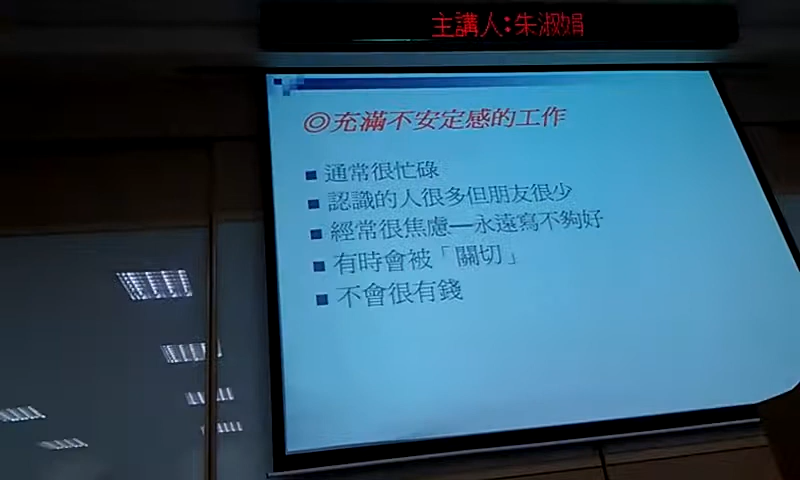 主講人:朱淑娟
◎充滿不安定感的工作
■ 通常很忙碌
■ 認識的人很多但朋友很少
■ 經常很焦慮—永遠寫不夠好
■ 有時會被「關切」
■ 不會很有錢